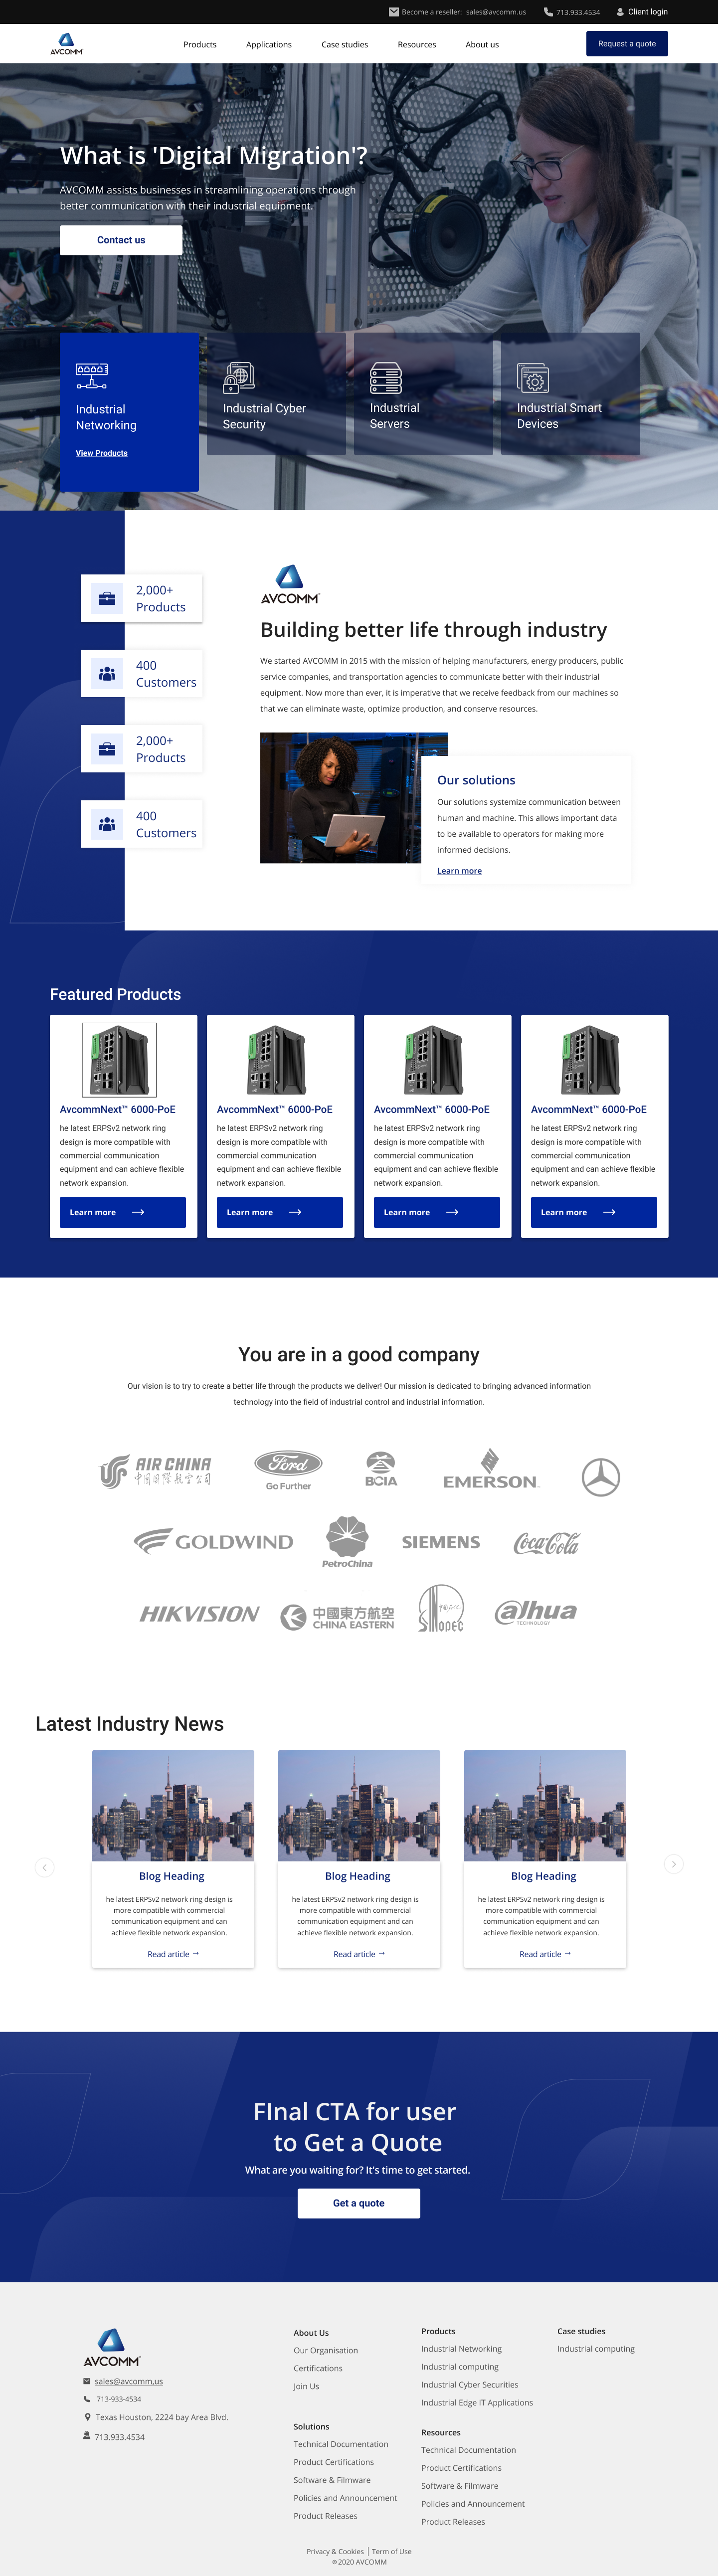 Become a reseller: sales@avcomm.us
713.933.4534
Client login
AVCOMM
Products
Applications
Case studies
Resources
About us
Request a quote
What is 'Digital Migration'?
AVCOMM assists businesses in streamlining operations through
better communication with their industrial equipment.
Contact us
Industrial
Networking
View Products
Industrial Cyber
Security
Industrial
Servers
Industrial Smart
Devices
2,000+
Products
400
Customers
2,000+
Products
400
Customers
AVCOMM
Building better life through industry
We started AVCOMM in 2015 with the mission of helping manufacturers, energy producers, public
service companies, and transportation agencies to communicate better with their industrial
equipment. Now more than ever, it is imperative that we receive feedback from our machines so
that we can eliminate waste, optimize production, and conserve resources.
Our solutions
Our solutions systemize communication between
human and machine. This allows important data
to be available to operators for making more
informed decisions.
Learn more
Featured Products
AvcommNext™ 6000-PoE
he latest ERPSv2 network ring
design is more compatible with
commercial communication
equipment and can achieve flexible
network expansion.
Learn more
AvcommNext™ 6000-PoE
he latest ERPSv2 network ring
design is more compatible with
commercial communication
equipment and can achieve flexible
network expansion.
Learn more
AvcommNext™ 6000-PoE
he latest ERPSv2 network ring
design is more compatible with
commercial communication
equipment and can achieve flexible
network expansion.
Learn more
AvcommNext™ 6000-PoE
he latest ERPSv2 network ring
design is more compatible with
commercial communication
equipment and can achieve flexible
network expansion.
Learn more
You are in a good company
Our vision is to try to create a better life through the products we deliver! Our mission is dedicated to bringing advanced information
technology into the field of industrial control and industrial information.
AIR CHINA
中国国际航空公司
Ford
Go Further
BCIA
EMERSON
GOLDWIND
PetroChina
SIEMENS
Coca-Cola
HIKVISION
中國東方航空
CHINA EASTERN
Sinopec
alhua
TECHNOLOGY
Latest Industry News
Blog Heading
he latest ERPSv2 network ring design is
more compatible with commercial
communication equipment and can
achieve flexible network expansion.
Read article →
Blog Heading
he latest ERPSv2 network ring design is
more compatible with commercial
communication equipment and can
achieve flexible network expansion.
Read article →
Blog Heading
he latest ERPSv2 network ring design is
more compatible with commercial
communication equipment and can
achieve flexible network expansion.
Read article →
FInal CTA for user
to Get a Quote
What are you waiting for? It's time to get started.
Get a quote
AVCOMM
sales@avcomm,us
713-933-4534
Texas Houston, 2224 bay Area Blvd.
713.933.4534
About Us
Our Organisation
Certifications
Join Us
Solutions
Technical Documentation
Product Certifications
Software & Filmware
Policies and Announcement
Product Releases
Products
Industrial Networking
Industrial computing
Industrial Cyber Securities
Industrial Edge IT Applications
Resources
Technical Documentation
Product Certifications
Software & Filmware
Policies and Announcement
Product Releases
Case studies
Industrial computing
Privacy & Cookies | Term of Use
©2020 AVCOMM